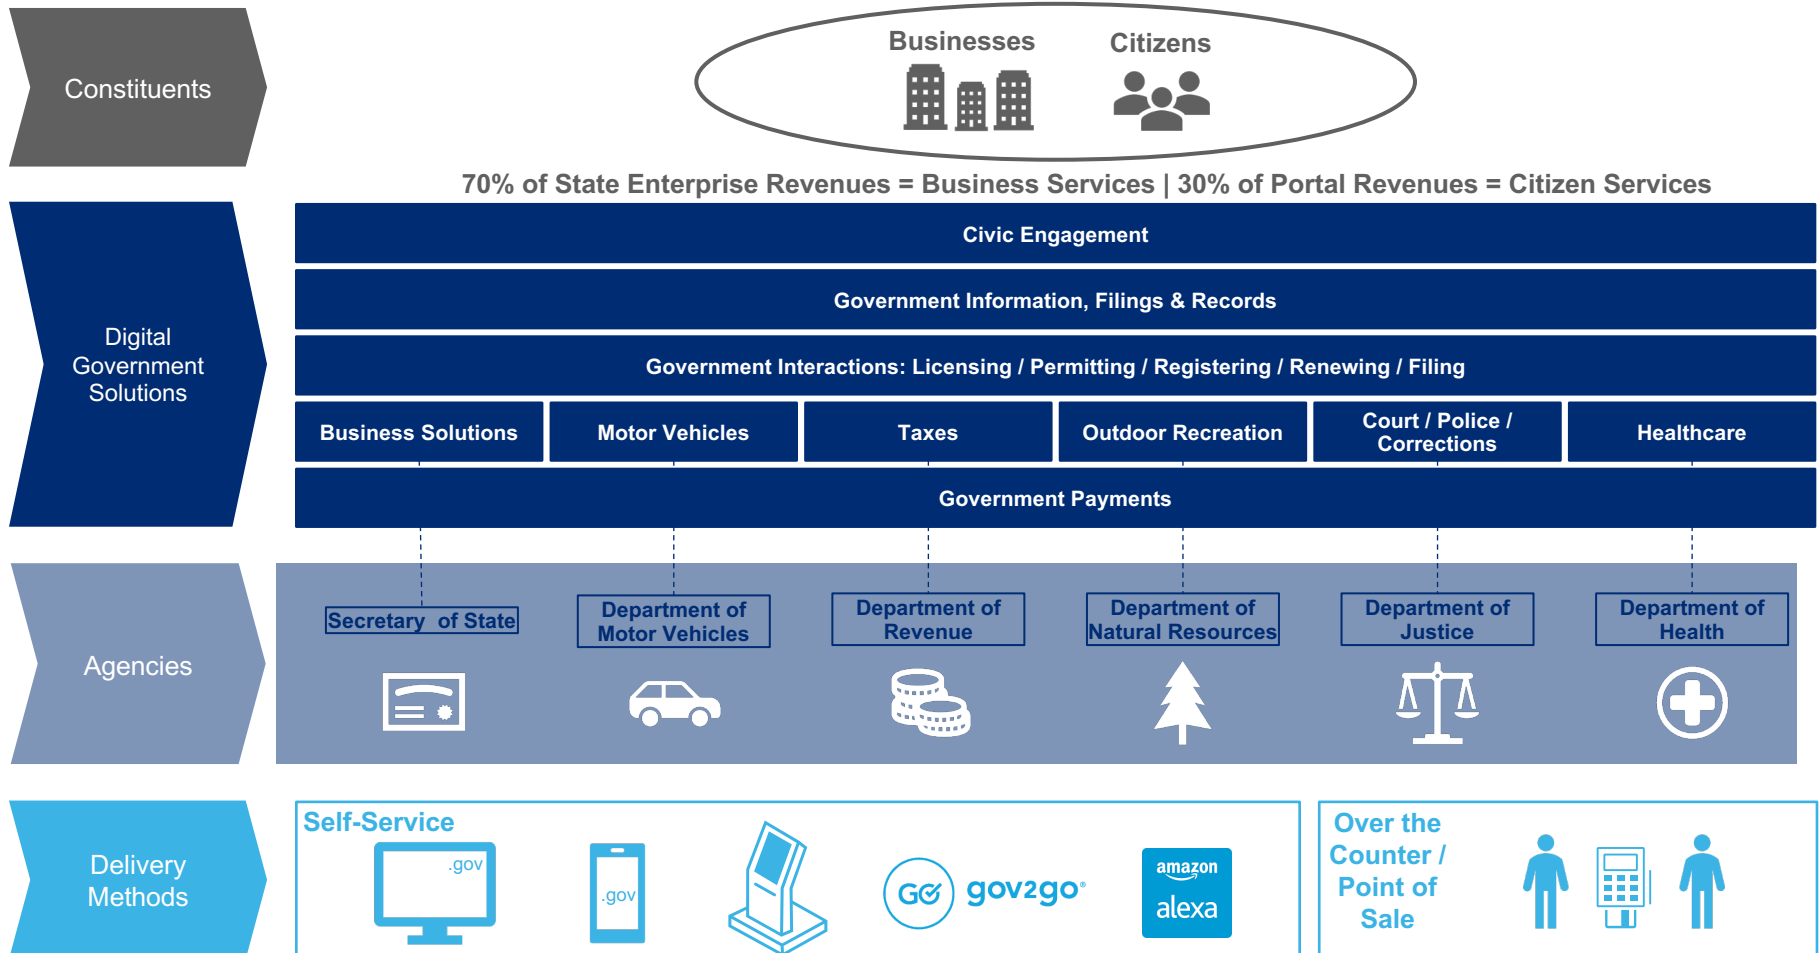 Constituents
Businesses
Citizens
70% of State Enterprise Revenues = Business Services | 30% of Portal Revenues = Citizen Services
Digital
Government
Solutions
Civic Engagement
Government Information, Filings & Records
Government Interactions: Licensing / Permitting / Registering / Renewing / Filing
Business Solutions
Motor Vehicles
Taxes
Outdoor Recreation
Court / Police /
Corrections
Healthcare
Government Payments
Agencies
Secretary of State
Department of
Motor Vehicles
Department of
Revenue
Department of
Natural Resources
Department of
Justice
Department of
Health
Delivery
Methods
Self-Service
.gov
.gov
GO
gov2go®
amazon
alexa
Over the
Counter /
Point of
Sale